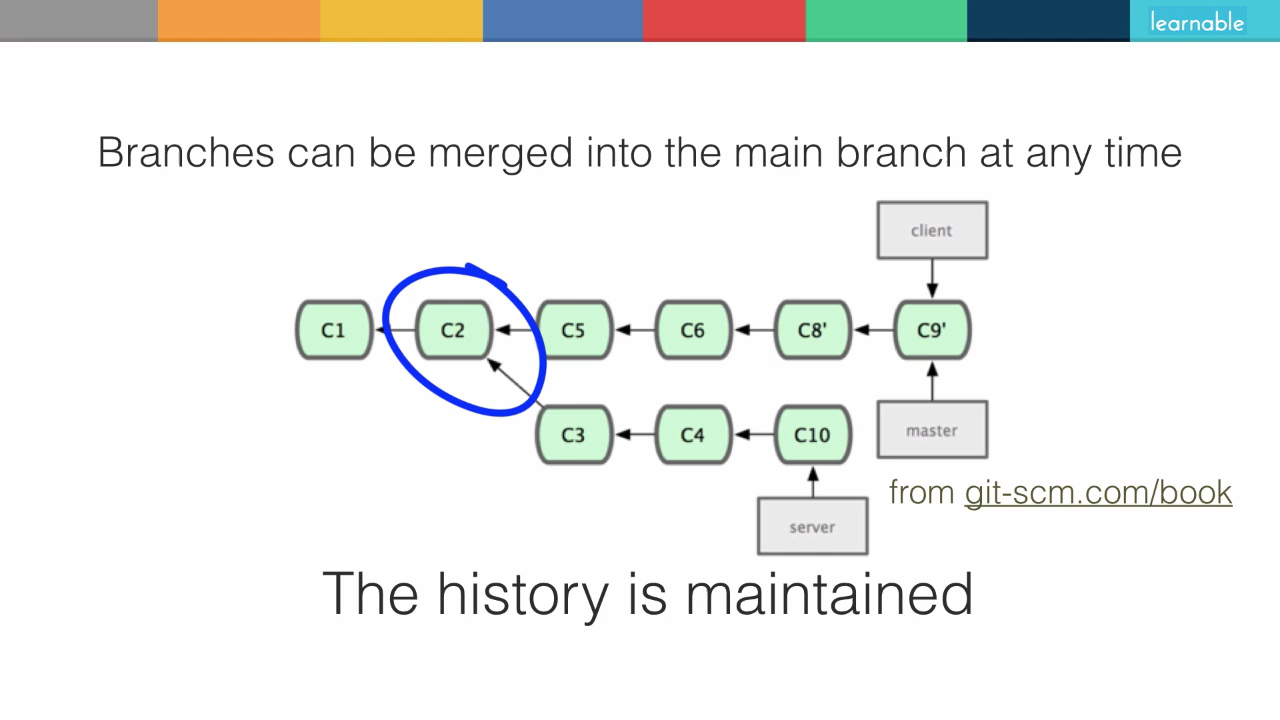 learnable
Branches can be merged into the main branch at any time
client
C1 C2 C5 C6 C8' C9'
C3 C4 C10 master
from git-scm.com/book
server
The history is maintained